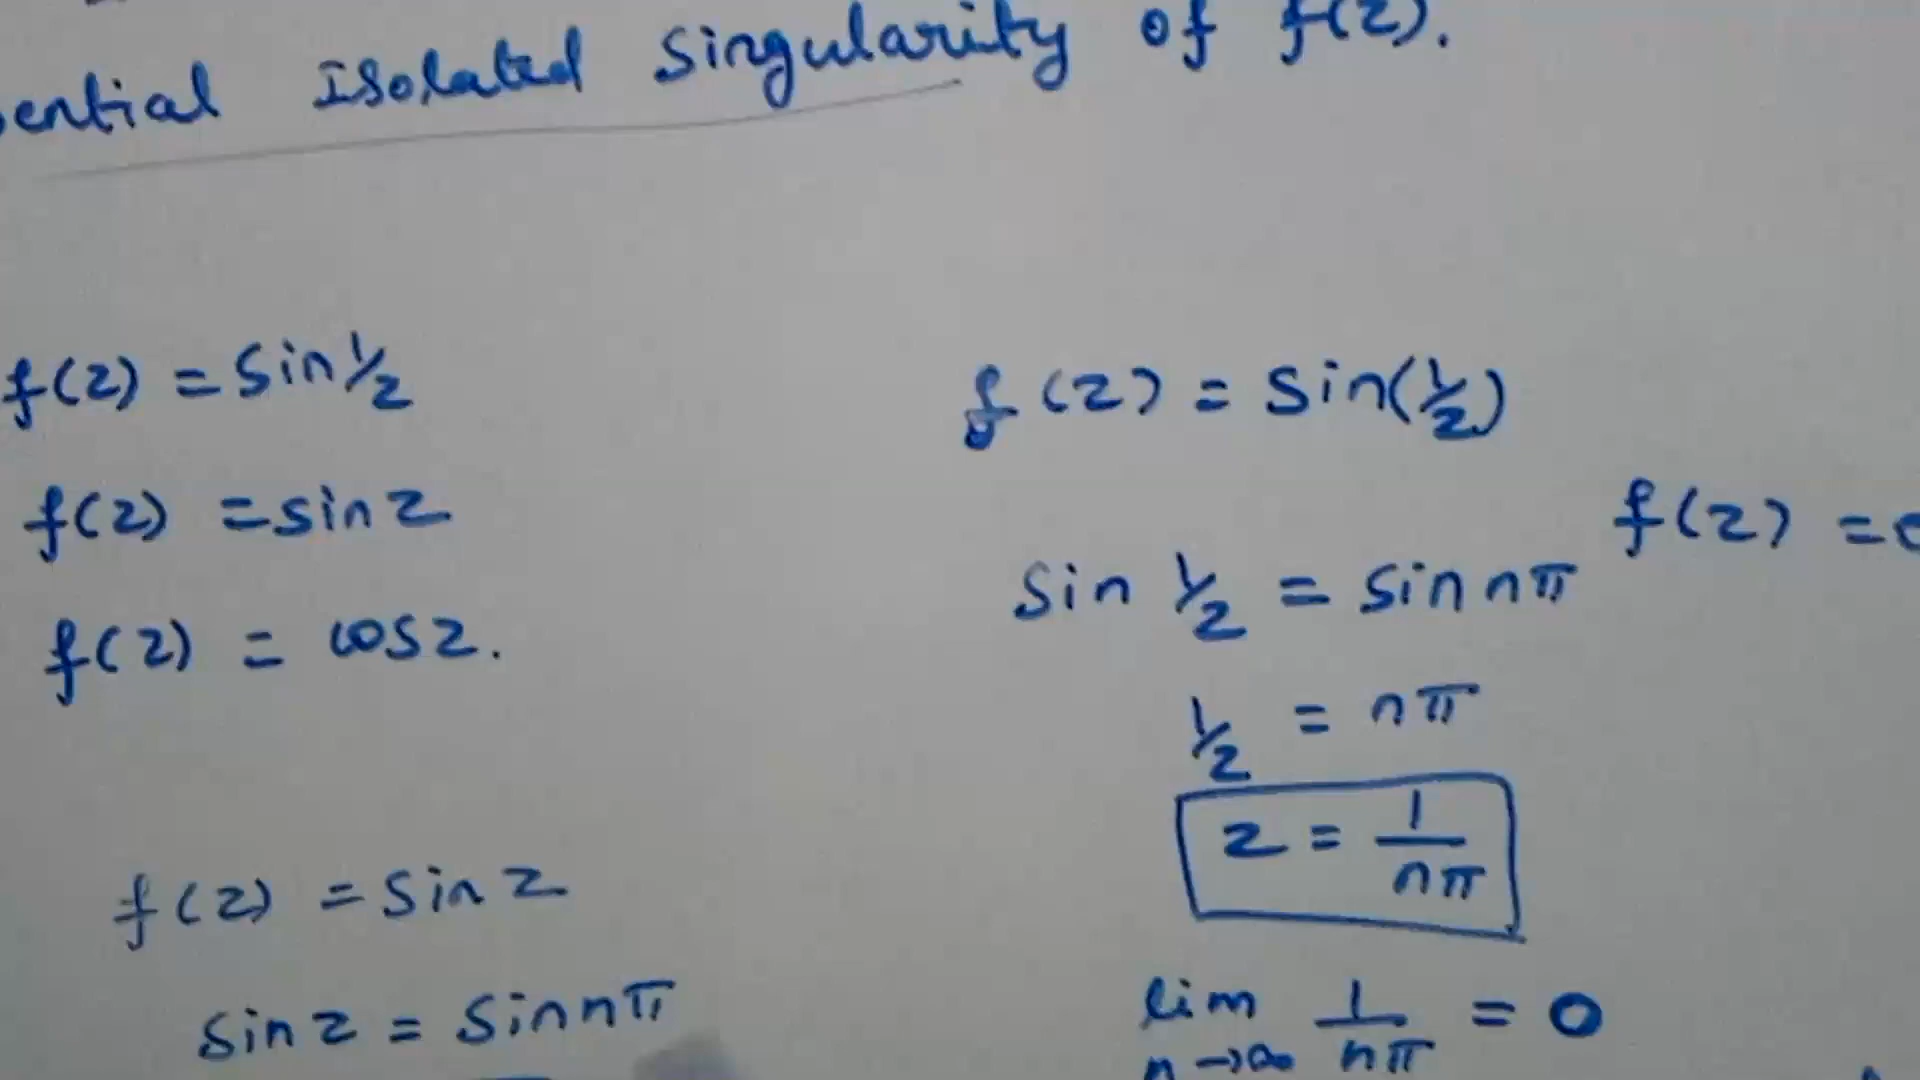 ential Isolated Singularity of f(z).
f(z) = Sin 1/z
f(z) = sin z
f(z) = cos z.
f(z) = Sin z
Sin z = Sin nπ
f(z) = Sin(1/z)
Sin 1/z = Sin nπ
1/z = nπ
z = 1/nπ
lim n→∞ 1/nπ = 0
f(z) = e